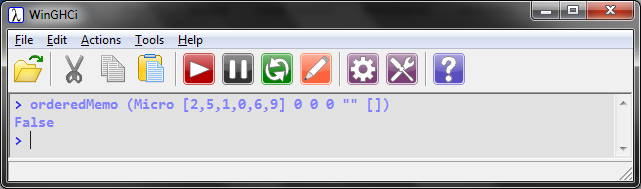 WinGHCi
File Edit Actions Tools Help
> orderedMemo (Micro [2,5,1,0,6,9] 0 0 0 "" [])
False
>